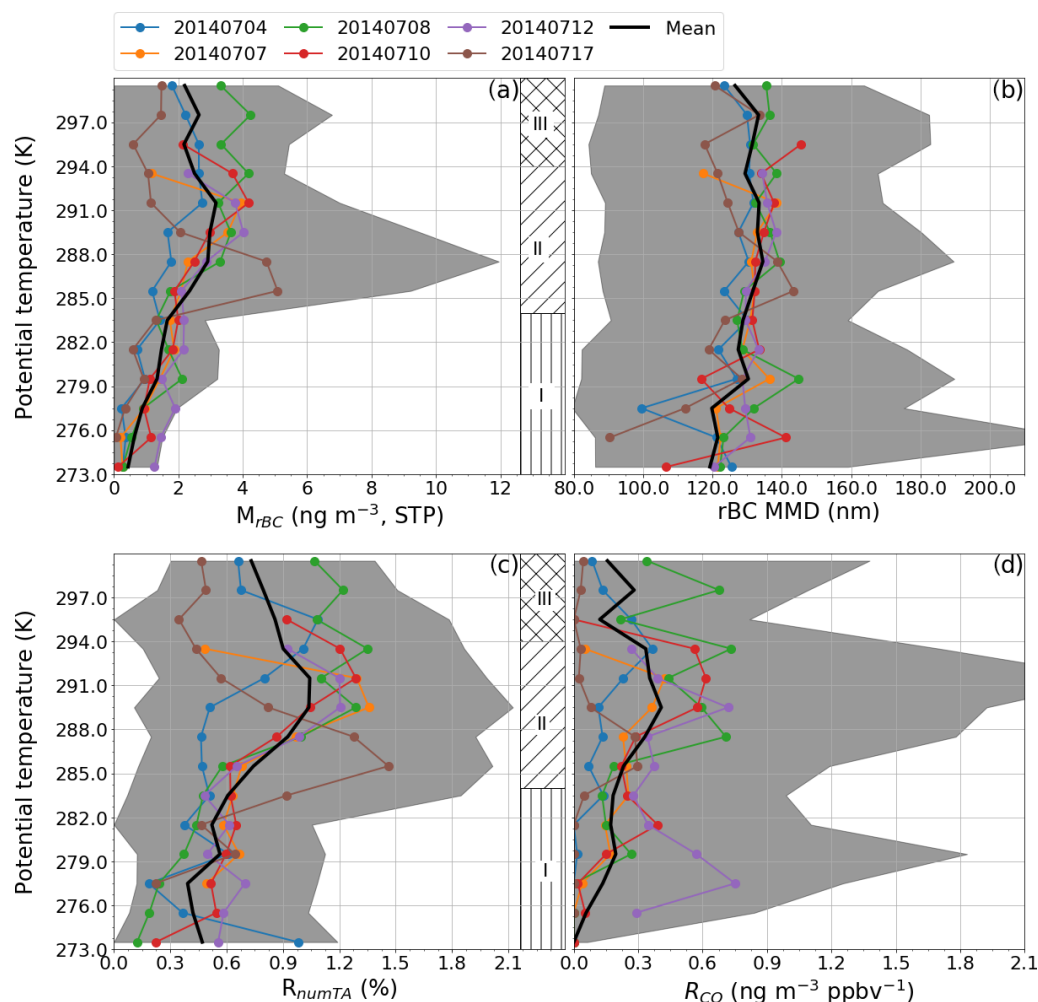 20140704 20140708 20140712 Mean
20140707 20140710 20140717
(a) (b)
Potential temperature (K)
297.0
294.0
291.0
288.0
285.0
282.0
279.0
276.0
273.0
III
II
I
0 2 4 6 8 10 12
80.0 100.0 120.0 140.0 160.0 180.0 200.0
M_{rBC} (ng m^{-3}, STP)
rBC MMD (nm)
(c) (d)
Potential temperature (K)
297.0
294.0
291.0
288.0
285.0
282.0
279.0
276.0
273.0
III
II
I
0.0 0.3 0.6 0.9 1.2 1.5 1.8 2.1
0.0 0.3 0.6 0.9 1.2 1.5 1.8 2.1
R_{numTA} (%)
R_{CO} (ng m^{-3} ppbv^{-1})